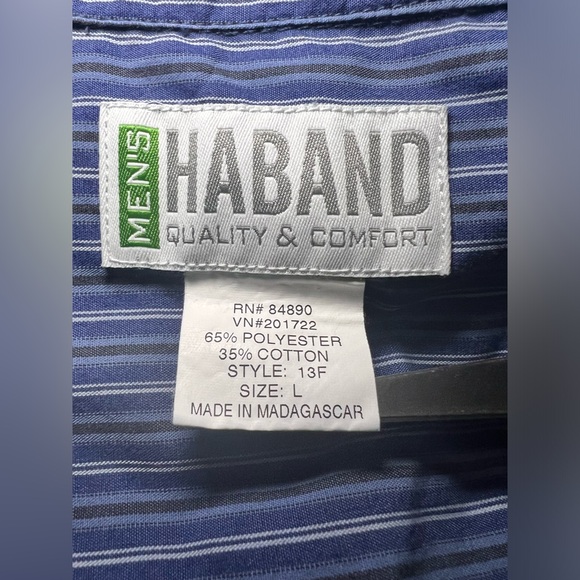 MEN'S
HABAND
QUALITY & COMFORT
RN# 84890
VN#201722
65% POLYESTER
35% COTTON
STYLE: 13F
SIZE: L
MADE IN MADAGASCAR